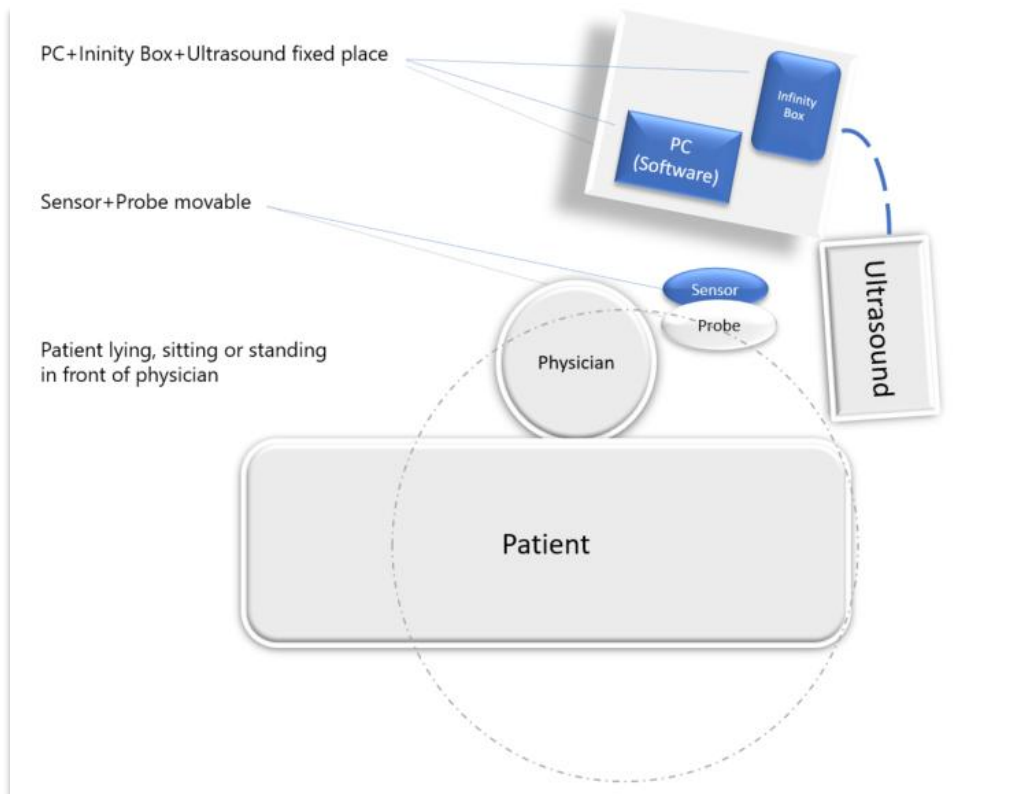 PC+Ininity Box+Ultrasound fixed place
Infinity
Box
PC
(Software)
Sensor+Probe movable
Ultrasound
Sensor
Probe
Physician
Patient lying, sitting or standing
in front of physician
Patient